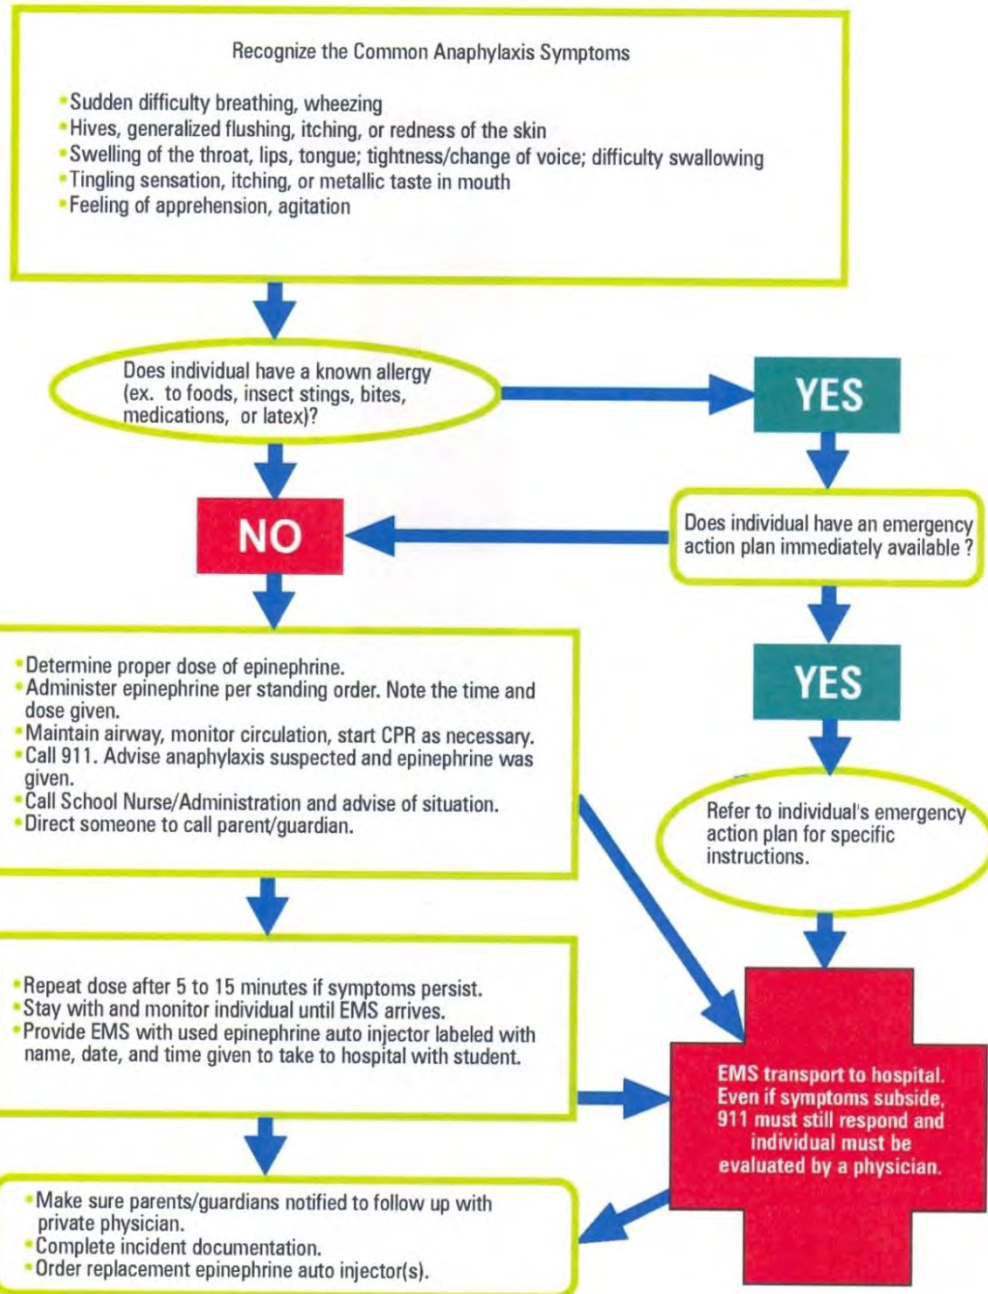 Recognize the Common Anaphylaxis Symptoms
•Sudden difficulty breathing, wheezing
•Hives, generalized flushing, itching, or redness of the skin
•Swelling of the throat, lips, tongue; tightness/change of voice; difficulty swallowing
•Tingling sensation, itching, or metallic taste in mouth
•Feeling of apprehension, agitation
Does individual have a known allergy
(ex. to foods, insect stings, bites,
medications, or latex)?
YES
NO
Does individual have an emergency
action plan immediately available ?
•Determine proper dose of epinephrine.
•Administer epinephrine per standing order. Note the time and
dose given.
•Maintain airway, monitor circulation, start CPR as necessary.
•Call 911. Advise anaphylaxis suspected and epinephrine was
given.
•Call School Nurse/Administration and advise of situation.
•Direct someone to call parent/guardian.
YES
Refer to individual's emergency
action plan for specific
instructions.
•Repeat dose after 5 to 15 minutes if symptoms persist.
•Stay with and monitor individual until EMS arrives.
•Provide EMS with used epinephrine auto injector labeled with
name, date, and time given to take to hospital with student.
EMS transport to hospital.
Even if symptoms subside,
911 must still respond and
individual must be
evaluated by a physician.
•Make sure parents/guardians notified to follow up with
private physician.
•Complete incident documentation.
•Order replacement epinephrine auto injector(s).